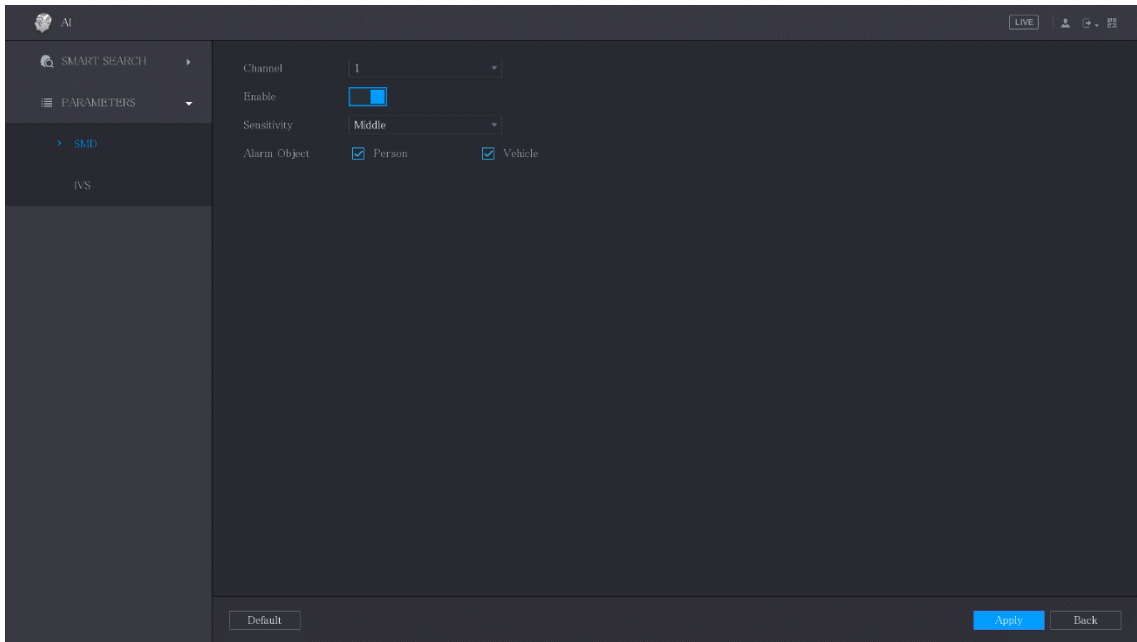 AI
LIVE
SMART SEARCH
PARAMETERS
SMD
IVS
Channel 1
Enable
Sensitivity Middle
Alarm Object Person Vehicle
Default Apply Back